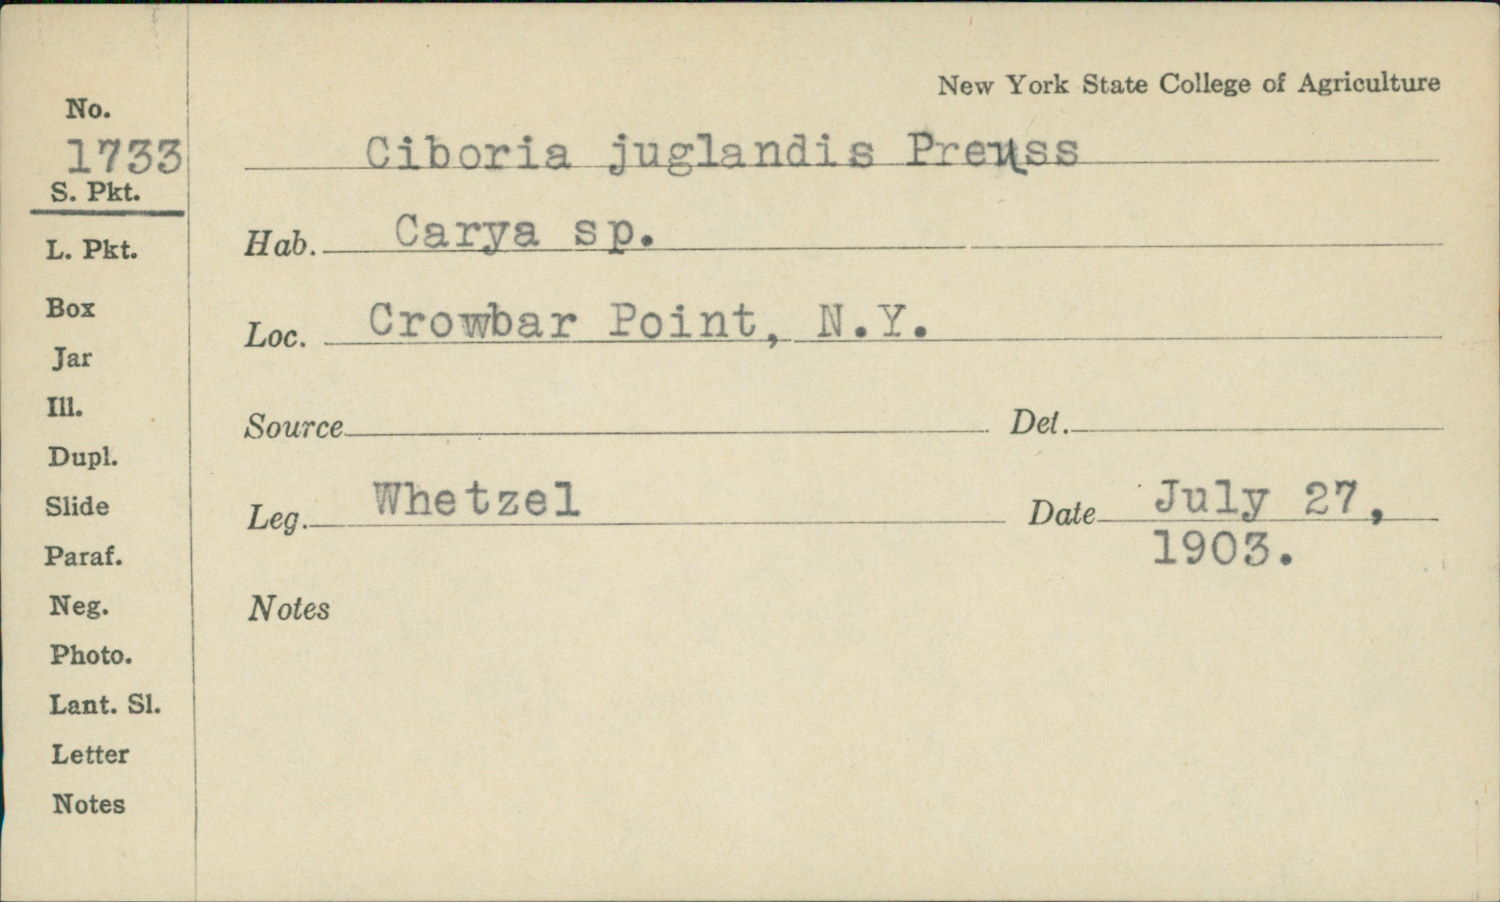 New York State College of Agriculture
No.
1733
S. Pkt.
L. Pkt.
Box
Jar
Ill.
Dupl.
Slide
Paraf.
Neg.
Photo.
Lant. Sl.
Letter
Notes
Ciboria juglandis Preuss
Hab. Carya sp.
Loc. Crowbar Point, N.Y.
Source Det.
Leg. Whetzel Date July 27,
1903.
Notes